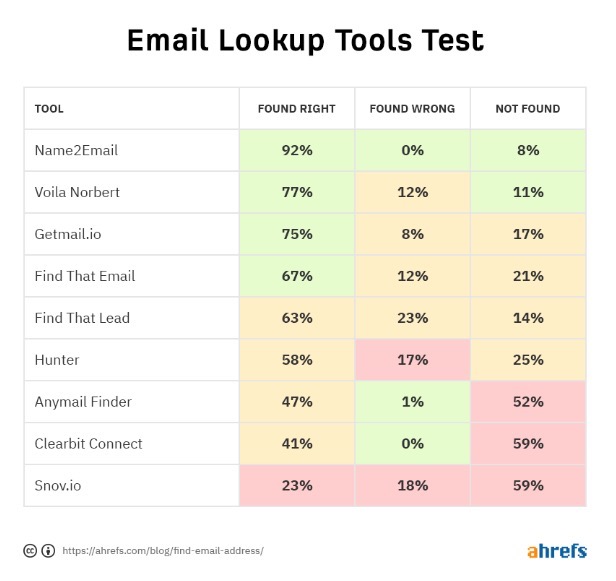 Email Lookup Tools Test
TOOL FOUND RIGHT FOUND WRONG NOT FOUND
Name2Email 92% 0% 8%
Voila Norbert 77% 12% 11%
Getmail.io 75% 8% 17%
Find That Email 67% 12% 21%
Find That Lead 63% 23% 14%
Hunter 58% 17% 25%
Anymail Finder 47% 1% 52%
Clearbit Connect 41% 0% 59%
Snov.io 23% 18% 59%
cc https://ahrefs.com/blog/find-email-address/ ahrefs